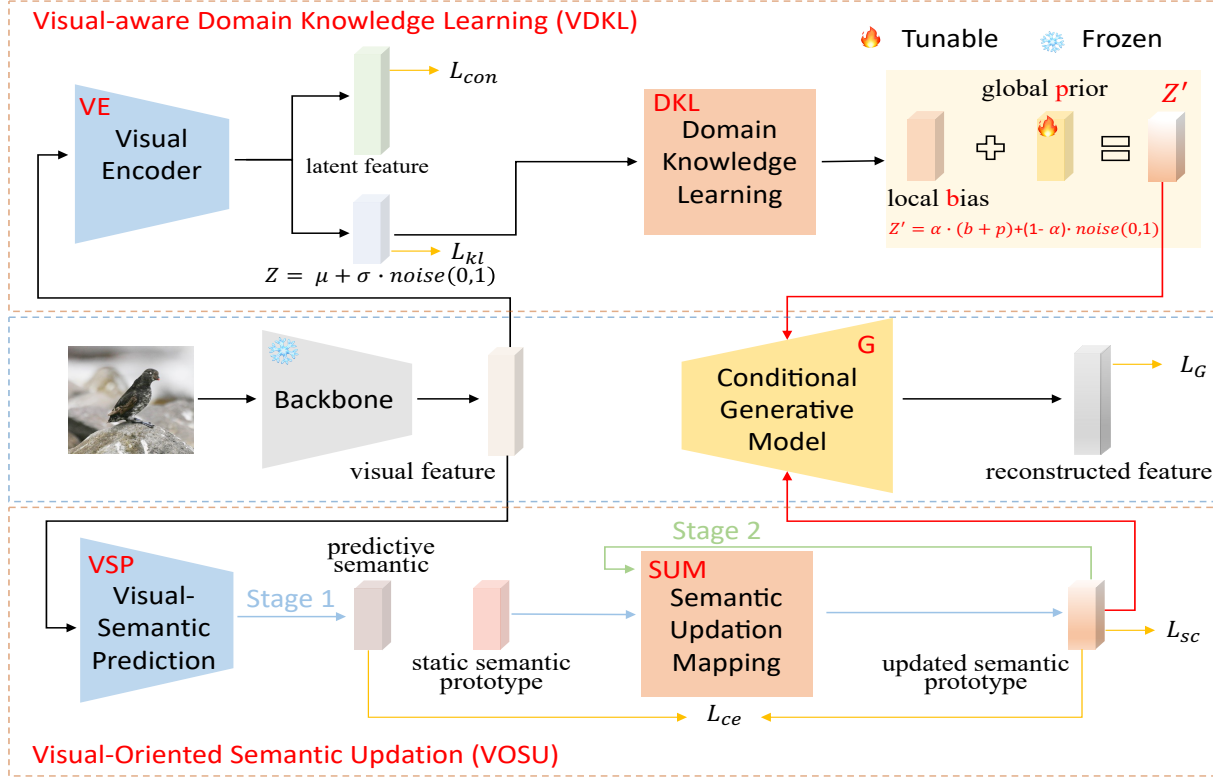 Visual-aware Domain Knowledge Learning (VDKL)
Tunable
Frozen
L_con
VE
Visual
Encoder
latent feature
DKL
Domain
Knowledge
Learning
global prior
Z′
local bias
Z′ = α · (b + p)+(1- α)· noise(0,1)
L_kl
Z = μ + σ · noise(0,1)
Backbone
visual feature
G
Conditional
Generative
Model
L_G
reconstructed feature
VSP
Visual-
Semantic
Prediction
Stage 1
predictive
semantic
static semantic
prototype
Stage 2
SUM
Semantic
Updation
Mapping
updated semantic
prototype
L_sc
L_ce
Visual-Oriented Semantic Updation (VOSU)